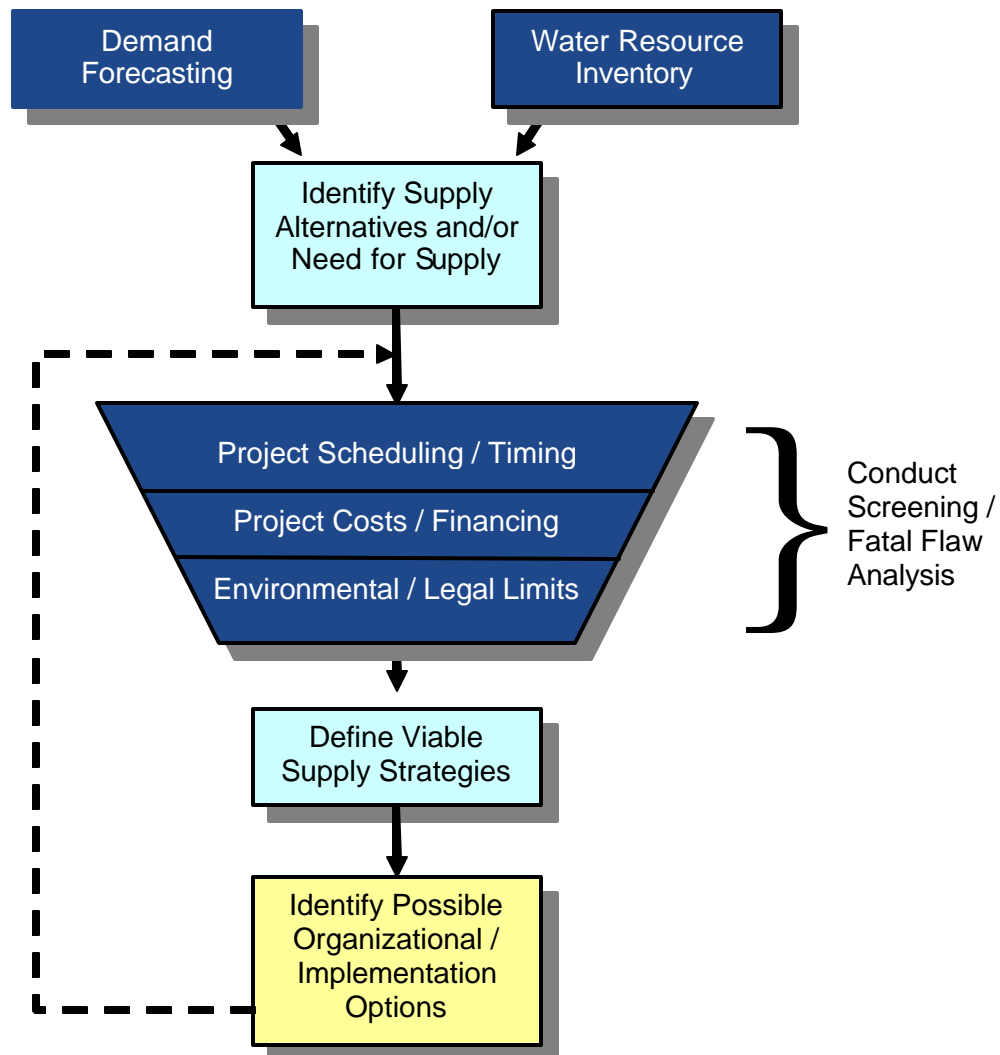 Demand
Forecasting
Water Resource
Inventory
Identify Supply
Alternatives and/or
Need for Supply
Project Scheduling / Timing
Project Costs / Financing
Environmental / Legal Limits
Conduct
Screening /
Fatal Flaw
Analysis
Define Viable
Supply Strategies
Identify Possible
Organizational /
Implementation
Options